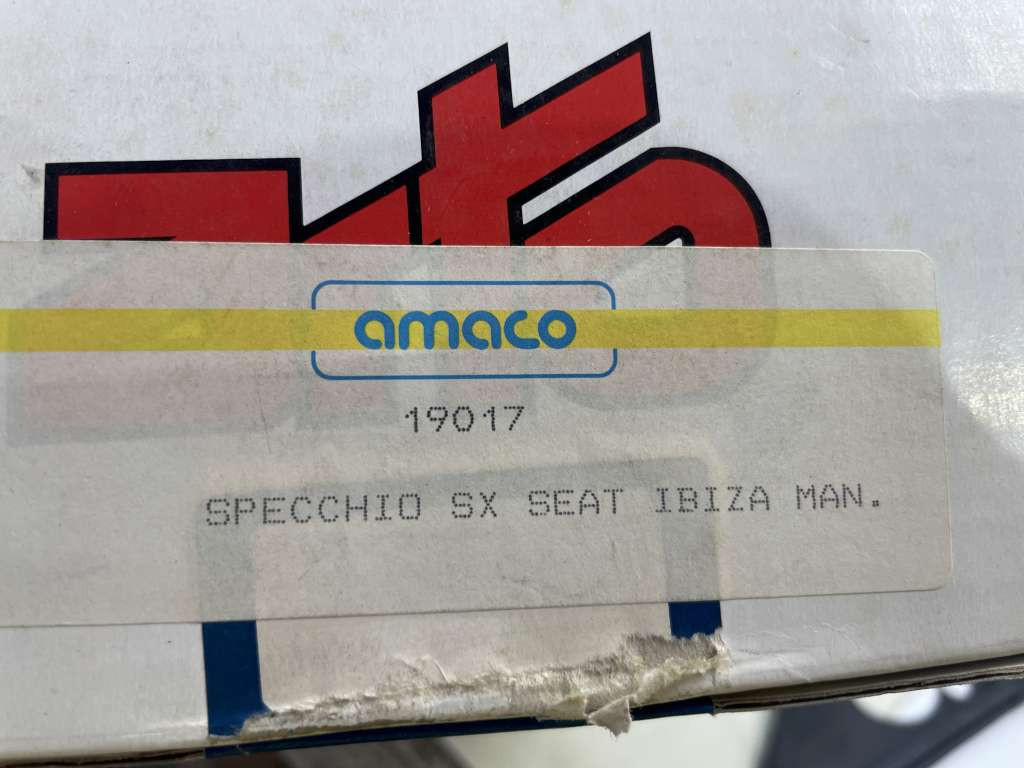 amaco
19017
SPECCHIO SX SEAT IBIZA MAN.